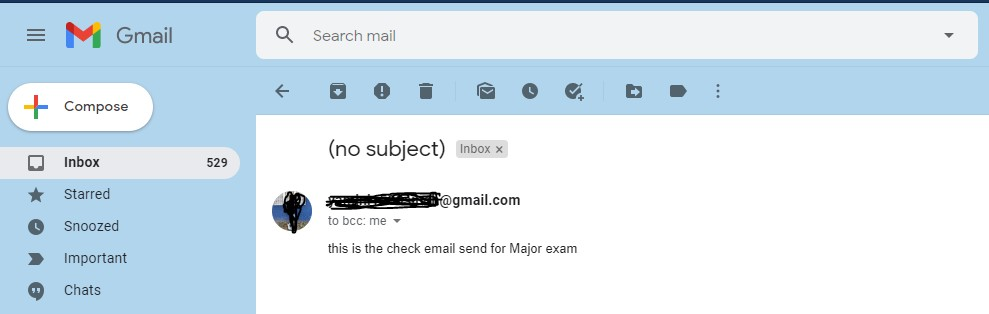 Gmail
Search mail
Compose
Inbox 529
Starred
Snoozed
Important
Chats
(no subject) Inbox ×
@gmail.com
to bcc: me
this is the check email send for Major exam